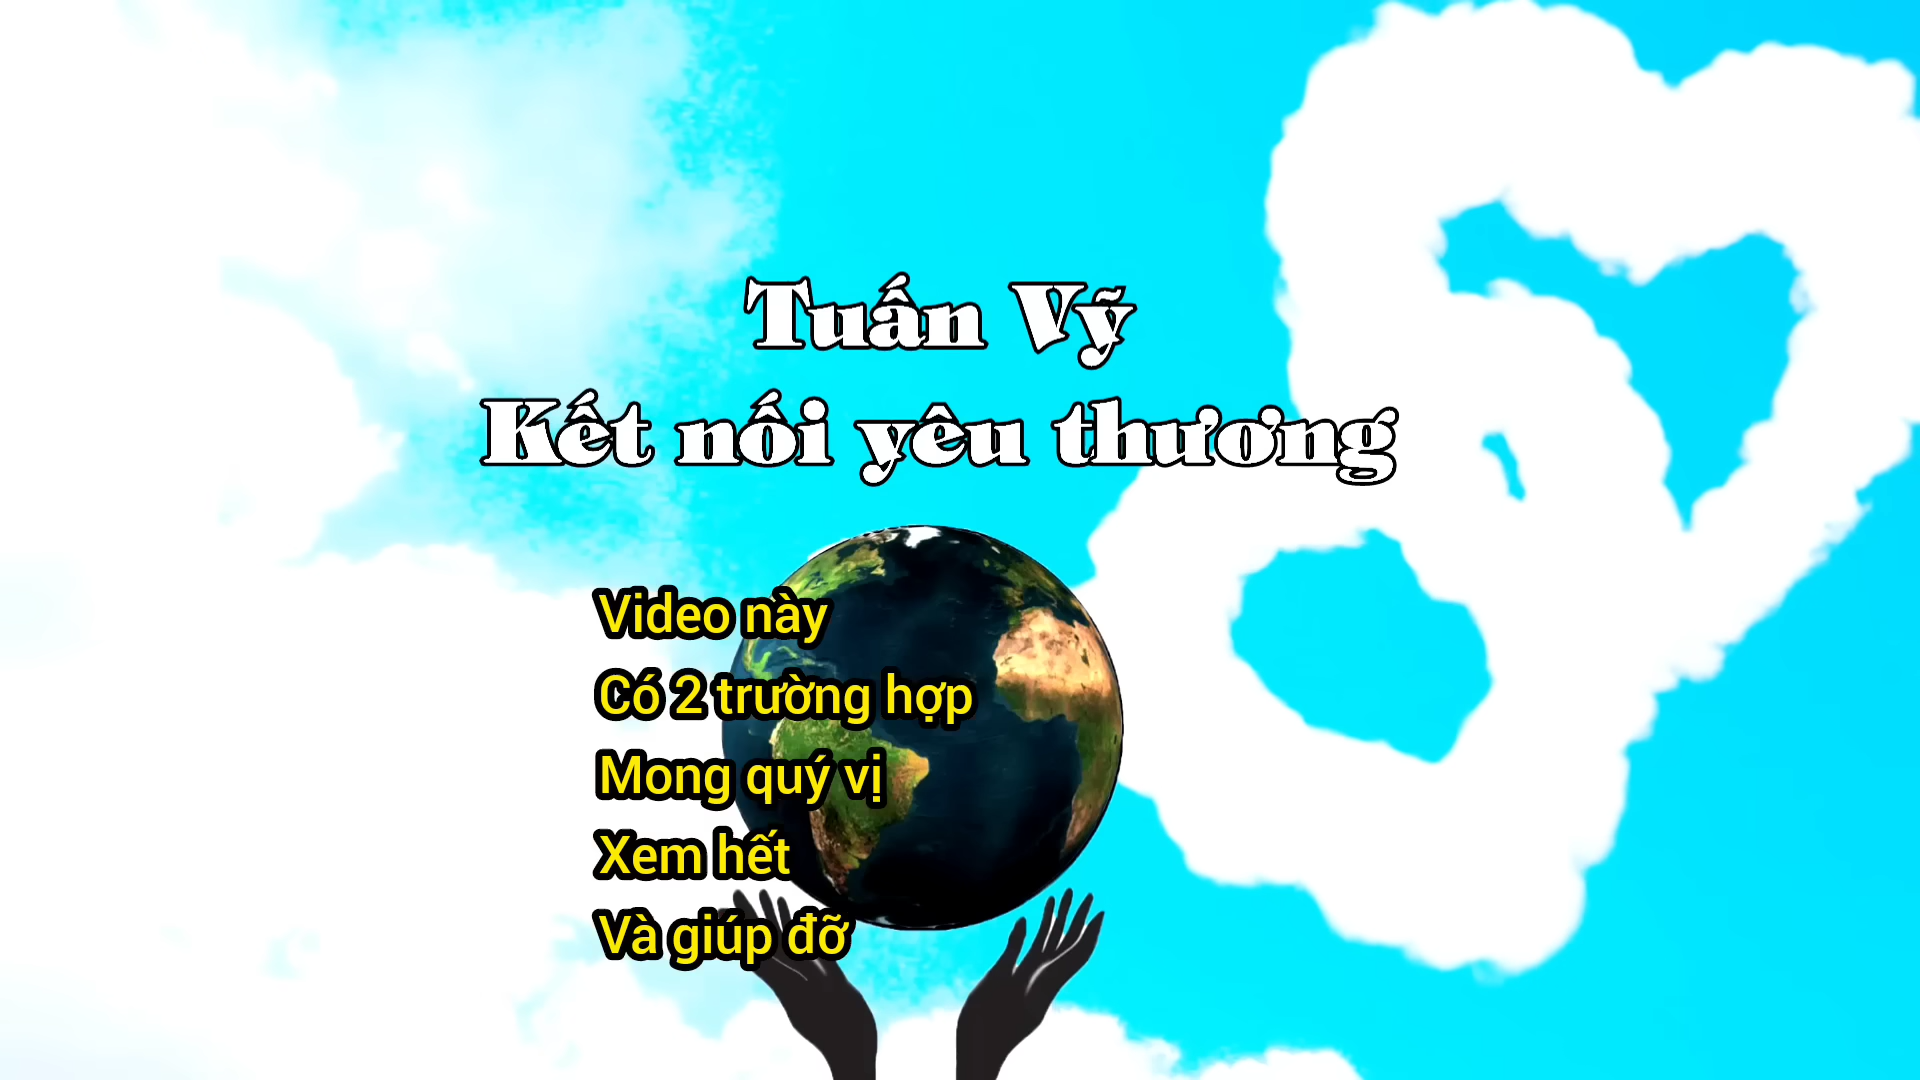 Tuấn Vỹ
Kết nối yêu thương
Video này
Có 2 trường hợp
Mong quý vị
Xem hết
Và giúp đỡ